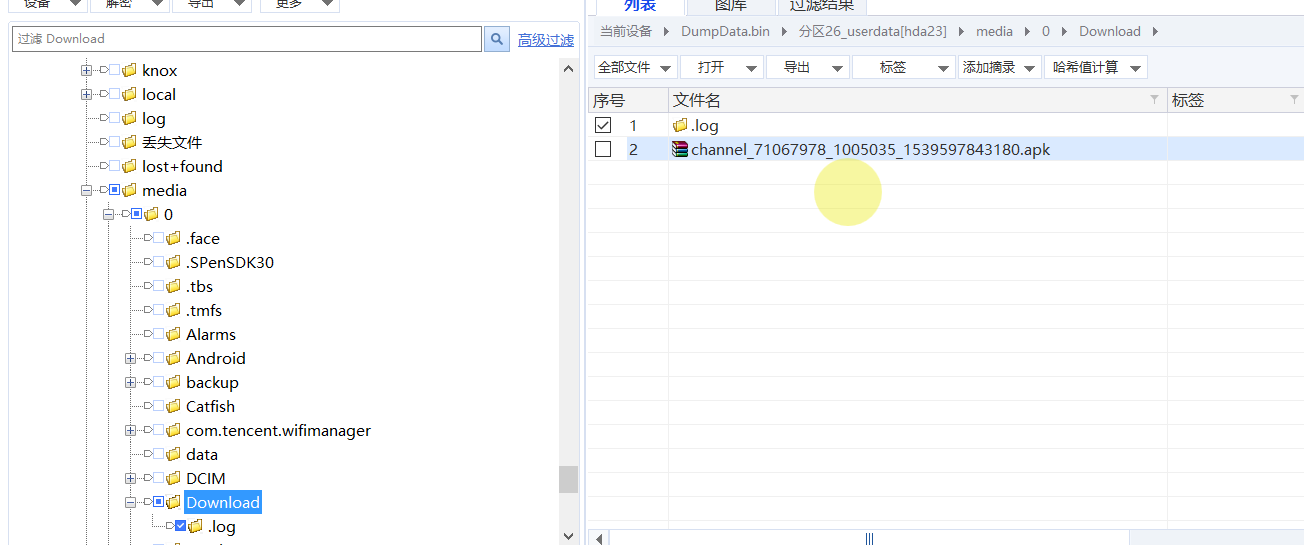 设备 解密 导出 更多
过滤 Download 高级过滤
knox
local
log
丢失文件
lost+found
media
0
.face
.SPenSDK30
.tbs
.tmfs
Alarms
Android
backup
Catfish
com.tencent.wifimanager
data
DCIM
Download
.log
列表 图库 过滤结果
当前设备 DumpData.bin 分区26_userdata[hda23] media 0 Download
全部文件 打开 导出 标签 添加摘录 哈希值计算
序号 文件名 标签
1 .log
2 channel_71067978_1005035_1539597843180.apk